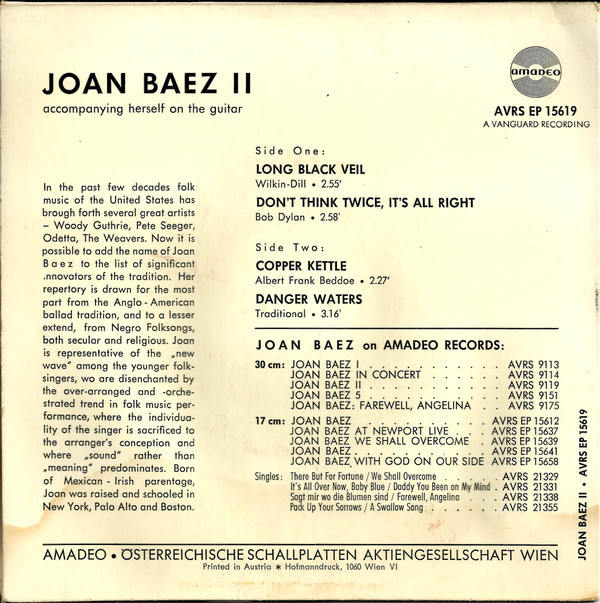 JOAN BAEZ II
accompanying herself on the guitar
amadeo
AVRS EP 15619
A VANGUARD RECORDING
In the past few decades folk
music of the United States has
brough forth several great artists
– Woody Guthrie, Pete Seeger,
Odetta, The Weavers. Now it is
possible to add the name of Joan
Baez to the list of significant
.nnovators of the tradition. Her
repertory is drawn for the most
part from the Anglo - American
ballad tradition, and to a lesser
extend, from Negro Folksongs,
both secular and religious. Joan
is representative of the „new
wave" among the younger folk-
singers, wo are disenchanted by
the over-arranged and -orche-
strated trend in folk music per-
formance, where the individua-
lity of the singer is sacrificed to
the arranger's conception and
where „sound" rather than
„meaning" predominates. Born
of Mexican - Irish parentage,
Joan was raised and schooled in
New York, Palo Alto and Boston.
Side One:
LONG BLACK VEIL
Wilkin-Dill • 2.55'
DON'T THINK TWICE, IT'S ALL RIGHT
Bob Dylan • 2.58'
Side Two:
COPPER KETTLE
Albert Frank Beddoe • 2.27'
DANGER WATERS
Traditional • 3.16'
JOAN BAEZ on AMADEO RECORDS:
30 cm: JOAN BAEZ I . . . . . . . . . . . AVRS 9113
JOAN BAEZ IN CONCERT . . . . . . AVRS 9114
JOAN BAEZ II . . . . . . . . . . . AVRS 9119
JOAN BAEZ 5 . . . . . . . . . . . AVRS 9151
JOAN BAEZ: FAREWELL, ANGELINA . . AVRS 9175
17 cm: JOAN BAEZ . . . . . . . . . . . AVRS EP 15612
JOAN BAEZ AT NEWPORT LIVE . . . AVRS EP 15637
JOAN BAEZ WE SHALL OVERCOME . AVRS EP 15639
JOAN BAEZ . . . . . . . . . . . AVRS EP 15641
JOAN BAEZ WITH GOD ON OUR SIDE AVRS EP 15658
Singles: There But For Fortune / We Shall Overcome . . . AVRS 21329
It's All Over Now, Baby Blue / Daddy You Been on My Mind . AVRS 21331
Sagt mir wo die Blumen sind / Farewell, Angelina . . . AVRS 21338
Pack Up Your Sorrows / A Swallow Song . . . . . AVRS 21355
JOAN BAEZ II • AVRS EP 15619
AMADEO • ÖSTERREICHISCHE SCHALLPLATTEN AKTIENGESELLSCHAFT WIEN
Printed in Austria * Hofmanndruck, 1060 Wien VI